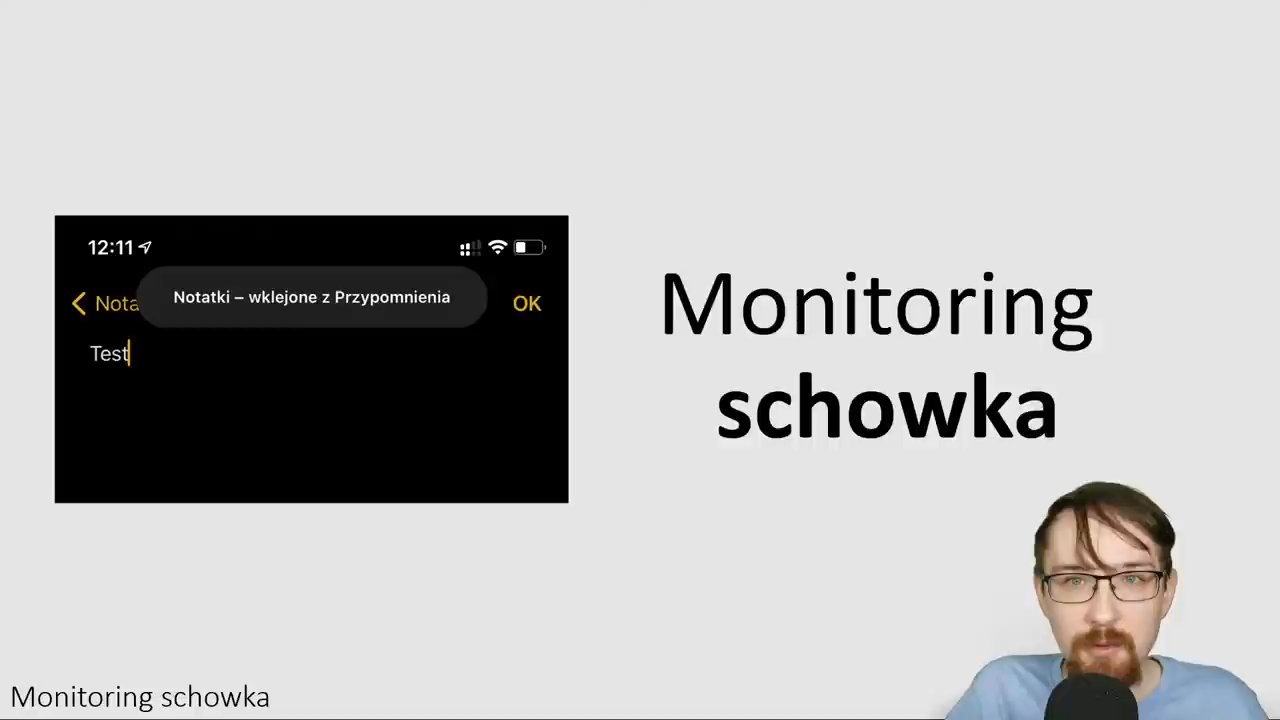 12:11
Nota
Notatki – wklejone z Przypomnienia
OK
Test
Monitoring
schowka
Monitoring schowka